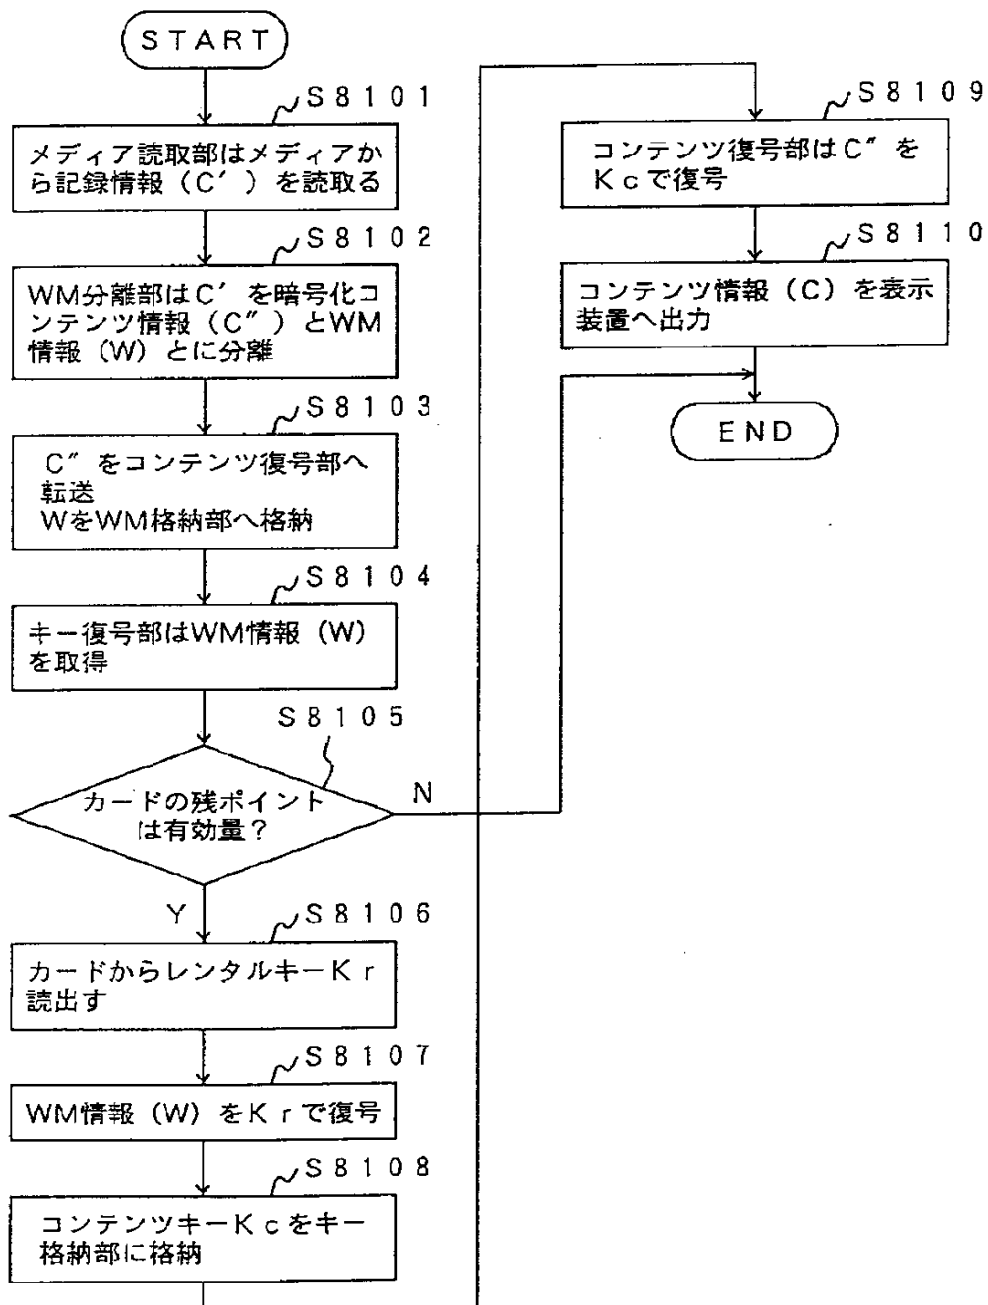 START
S8101
メディア読取部はメディアか
ら記録情報（C′）を読取る
S8102
WM分離部はC′を暗号化コ
ンテンツ情報（C″）とWM
情報（W）とに分離
S8103
C″をコンテンツ復号部へ
転送
WをWM格納部へ格納
S8104
キー復号部はWM情報（W）
を取得
S8105
カードの残ポイント
は有効量？
N
Y
S8106
カードからレンタルキーKr
読出す
S8107
WM情報（W）をKrで復号
S8108
コンテンツキーKcをキー
格納部に格納
S8109
コンテンツ復号部はC″を
Kcで復号
S8110
コンテンツ情報（C）を表示
装置へ出力
END